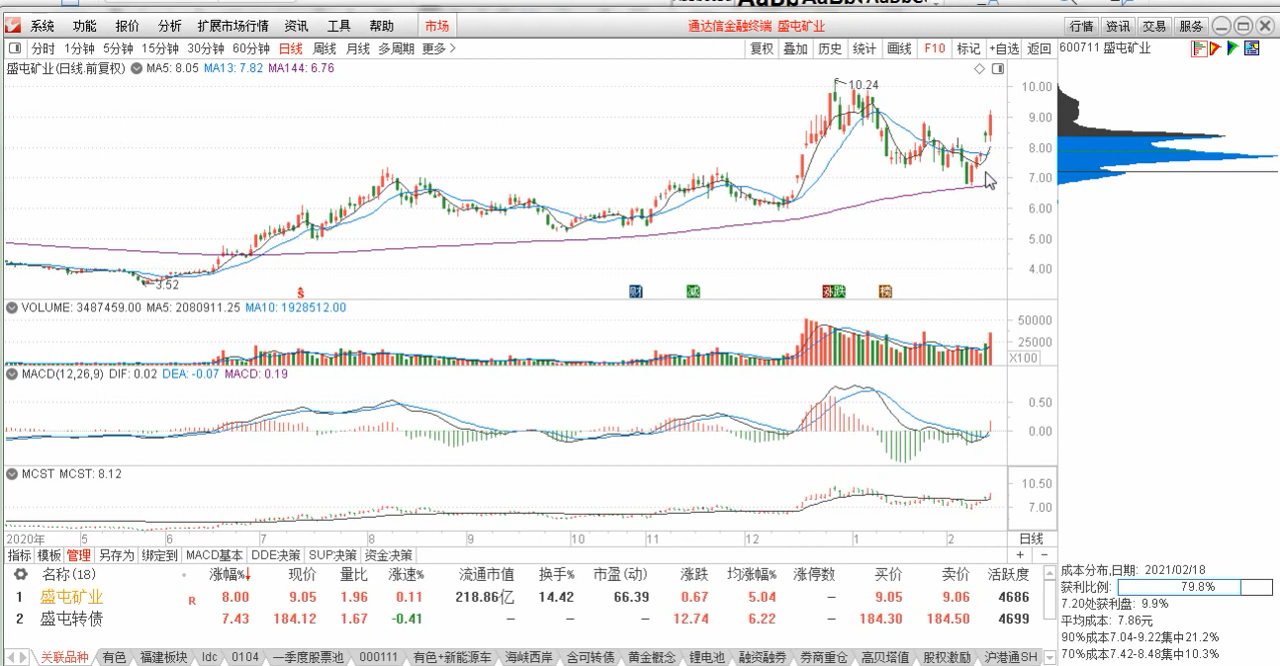 系统 功能 报价 分析 扩展市场行情 资讯 工具 帮助 市场 通达信金融终端 盛屯矿业 行情 资讯 交易 服务
分时 1分钟 5分钟 15分钟 30分钟 60分钟 日线 周线 月线 多周期 更多 > 复权 叠加 历史 统计 画线 F10 标记 +自选 返回 600711 盛屯矿业
盛屯矿业(日线.前复权) MA5: 8.05 MA13: 7.82 MA144: 6.76
10.24
10.00
9.00
8.00
7.00
6.00
5.00
4.00
3.52
$ 财 减 涨 跌 榜
VOLUME: 3487459.00 MA5: 2080911.25 MA10: 1928512.00
50000
25000
X100
MACD(12,26,9) DIF: 0.02 DEA: -0.07 MACD: 0.19
0.50
0.00
MCST MCST: 8.12
10.50
7.00
2020年 5 6 7 8 9 10 11 12 1 2 日线
指标 模板 管理 另存为 绑定到 MACD基本 DDE决策 SUP决策 资金决策 + -
名称(18) 涨幅%↓ 现价 量比 涨速% 流通市值 换手% 市盈(动) 涨跌 均涨幅% 涨停数 买价 卖价 活跃度
1 盛屯矿业 R 8.00 9.05 1.96 0.11 218.86亿 14.42 66.39 0.67 5.04 – 9.05 9.06 4686
2 盛屯转债 7.43 184.12 1.67 -0.41 – – – 12.74 6.22 – 184.30 184.50 4699
关联品种 有色 福建板块 Idc 0104 一季度股票池 000111 有色+新能源车 海峡西岸 含可转债 黄金概念 锂电池 融资融券 券商重仓 高贝塔值 股权激励 沪港通SH
成本分布,日期: 2021/02/18
获利比例: 79.8%
7.20处获利盘: 9.9%
平均成本: 7.86元
90%成本7.04-9.22集中21.2%
70%成本7.42-8.48集中10.3%